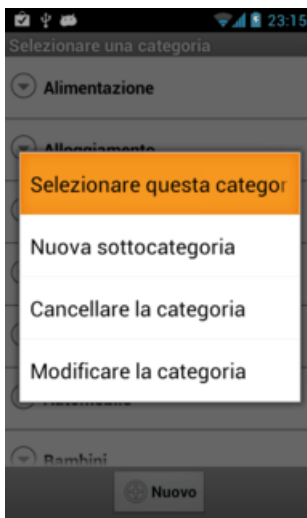 23:15
Selezionare una categoria
Alimentazione
Alloggiamento
Selezionare questa categor
Nuova sottocategoria
Cancellare la categoria
Modificare la categoria
Bambini
Nuovo